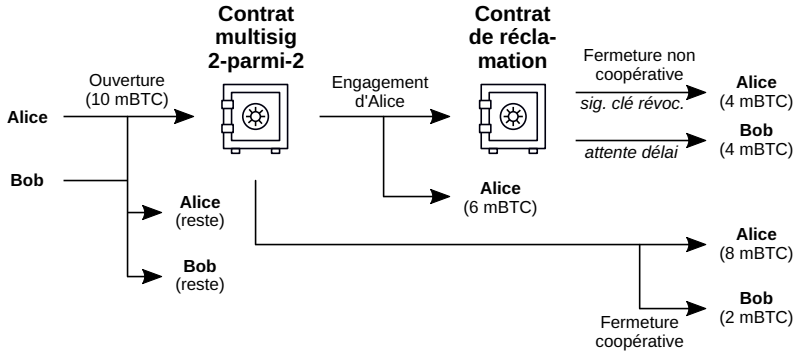 Contrat
multisig
2-parmi-2
Contrat
de récla-
mation
Ouverture
(10 mBTC)
Engagement
d'Alice
Fermeture non
coopérative
sig. clé révoc.
attente délai
Alice
(4 mBTC)
Bob
(4 mBTC)
Alice
Bob
Alice
(reste)
Bob
(reste)
Alice
(6 mBTC)
Alice
(8 mBTC)
Bob
(2 mBTC)
Fermeture
coopérative